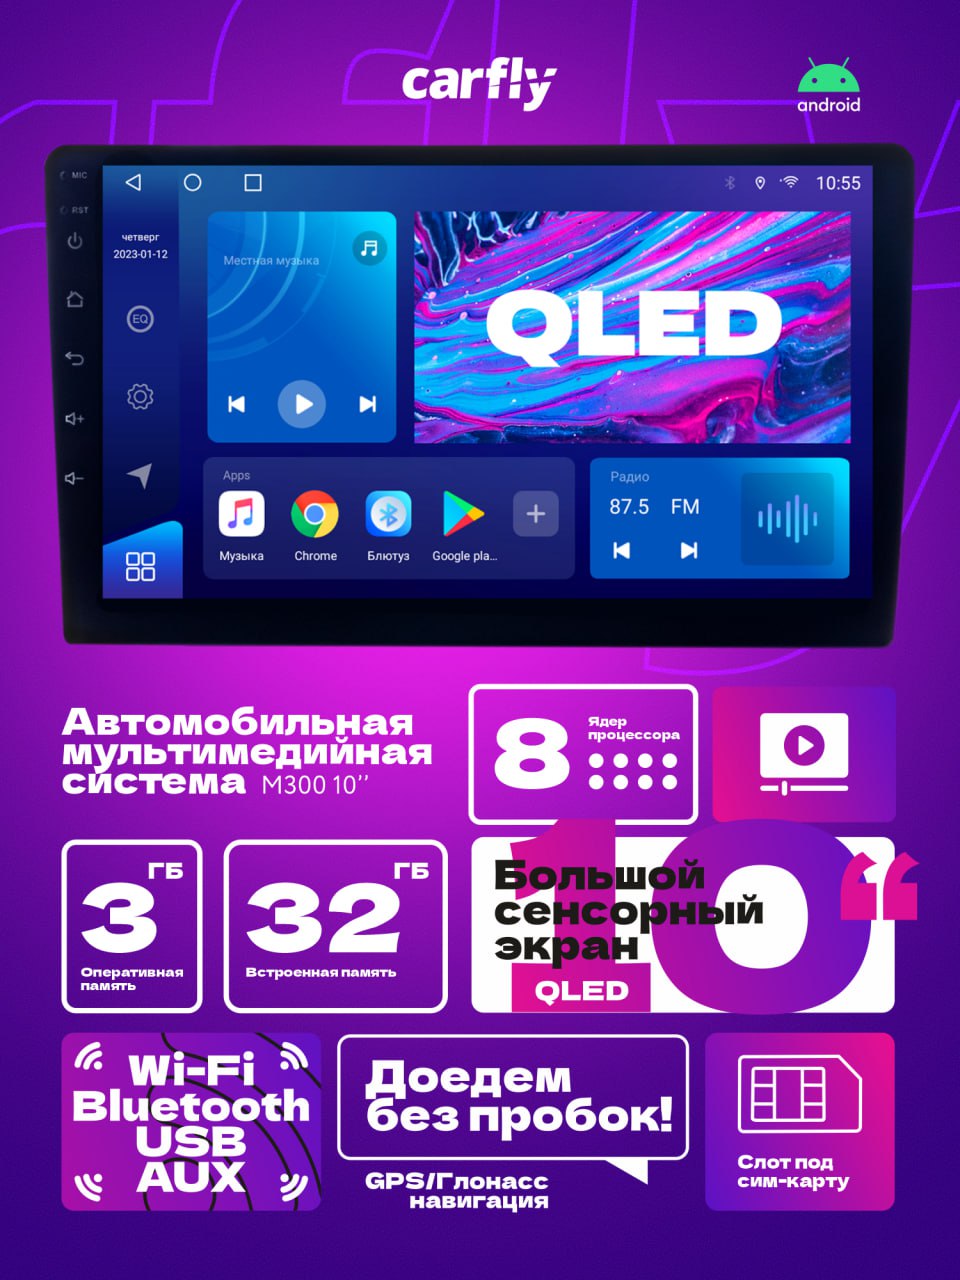 carfly
android
MIC
RST
10:55
четверг
2023-01-12
Местная музыка
EQ
QLED
Apps
Музыка
Chrome
Блютуз
Google pla...
Радио
87.5 FM
Автомобильная
мультимедийная
система M300 10’’
8
Ядер
процессора
3 ГБ
Оперативная
память
32 ГБ
Встроенная память
10“
Большой
сенсорный
экран
QLED
Wi-Fi
Bluetooth
USB
AUX
Доедем
без пробок!
GPS/Глонасс
навигация
Слот под
сим-карту